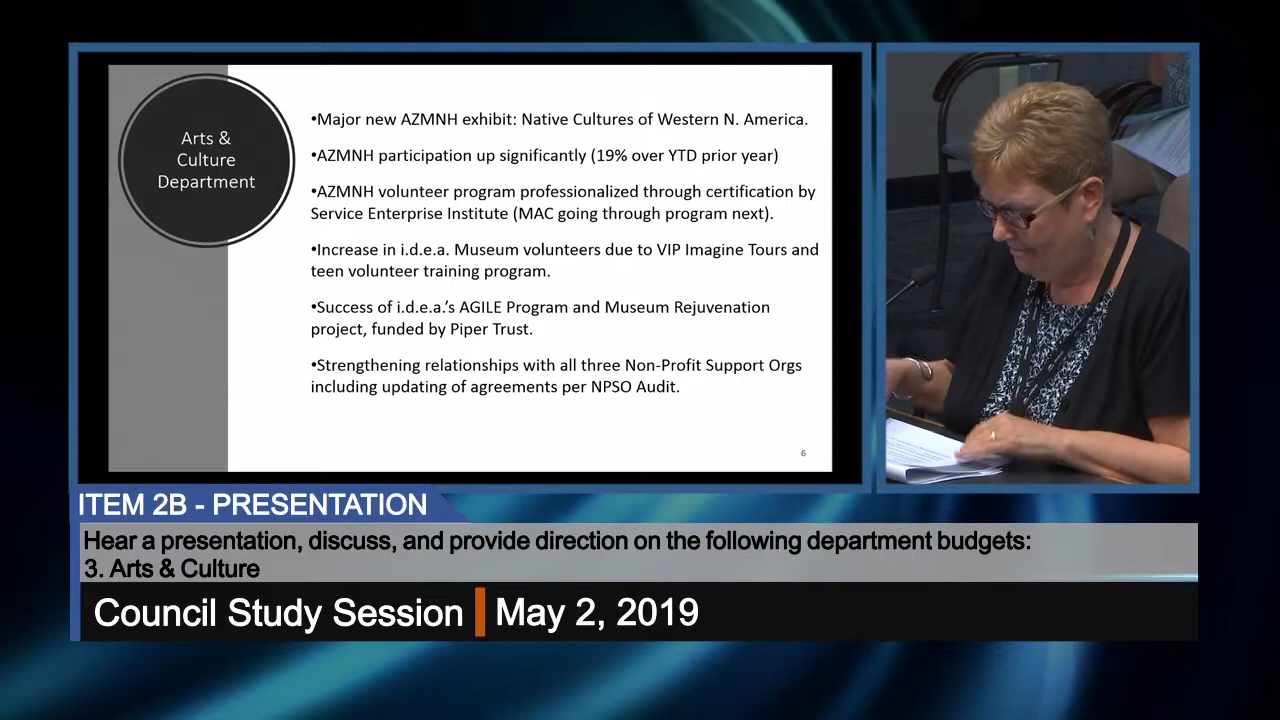 Arts &
Culture
Department
•Major new AZMNH exhibit: Native Cultures of Western N. America.
•AZMNH participation up significantly (19% over YTD prior year)
•AZMNH volunteer program professionalized through certification by
Service Enterprise Institute (MAC going through program next).
•Increase in i.d.e.a. Museum volunteers due to VIP Imagine Tours and
teen volunteer training program.
•Success of i.d.e.a.'s AGILE Program and Museum Rejuvenation
project, funded by Piper Trust.
•Strengthening relationships with all three Non-Profit Support Orgs
including updating of agreements per NPSO Audit.
6
ITEM 2B - PRESENTATION
Hear a presentation, discuss, and provide direction on the following department budgets:
3. Arts & Culture
Council Study Session
May 2, 2019